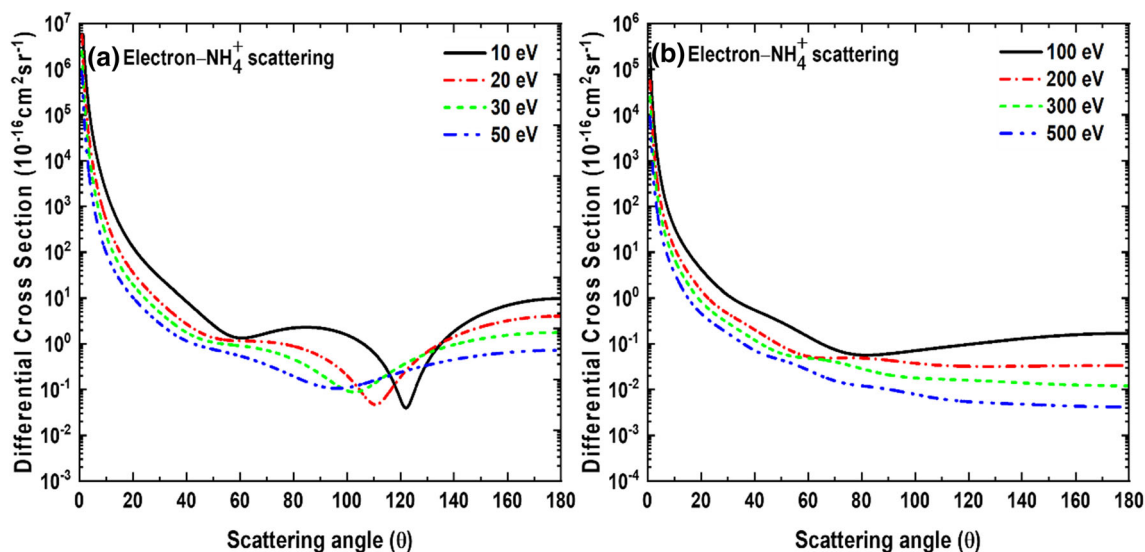 (a) Electron–NH₄⁺ scattering
10 eV
20 eV
30 eV
50 eV
Differential Cross Section (10⁻¹⁶cm²sr⁻¹)
10⁷
10⁶
10⁵
10⁴
10³
10²
10¹
10⁰
10⁻¹
10⁻²
10⁻³
0 20 40 60 80 100 120 140 160 180
Scattering angle (θ)
(b) Electron–NH₄⁺ scattering
100 eV
200 eV
300 eV
500 eV
Differential Cross Section (10⁻¹⁶cm²sr⁻¹)
10⁶
10⁵
10⁴
10³
10²
10¹
10⁰
10⁻¹
10⁻²
10⁻³
10⁻⁴
0 20 40 60 80 100 120 140 160 180
Scattering angle (θ)